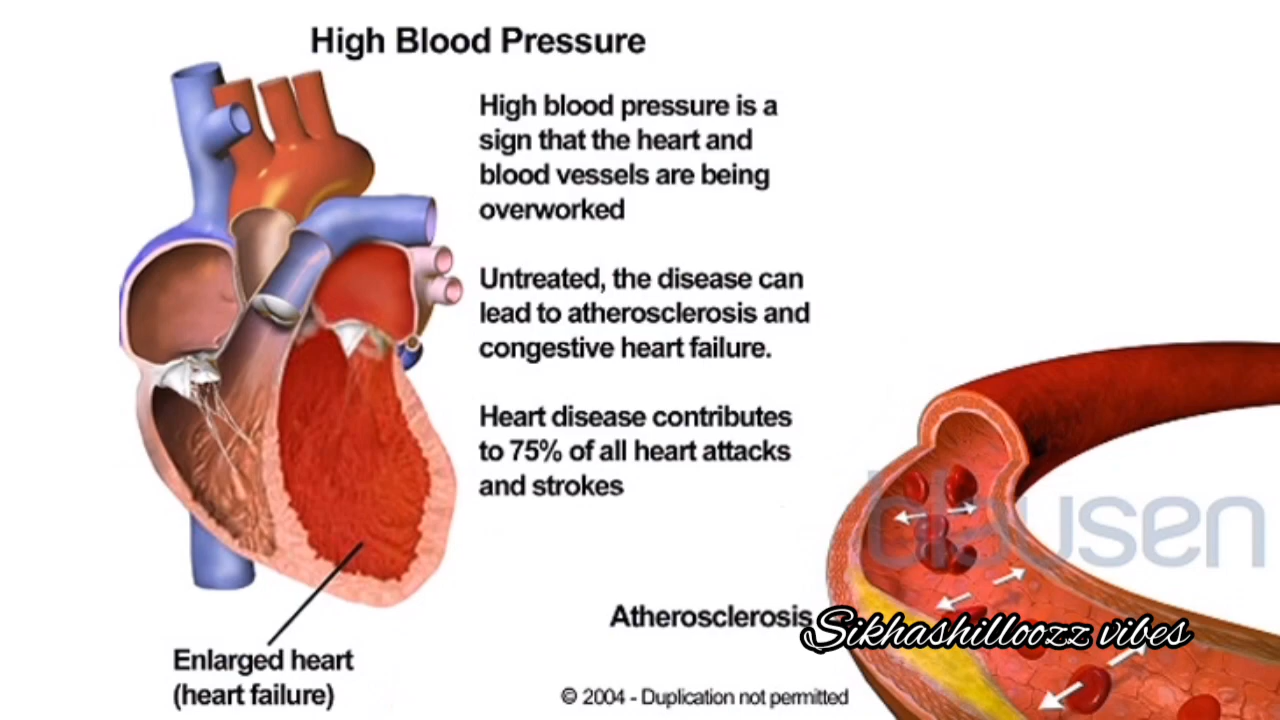 High Blood Pressure
High blood pressure is a
sign that the heart and
blood vessels are being
overworked
Untreated, the disease can
lead to atherosclerosis and
congestive heart failure.
Heart disease contributes
to 75% of all heart attacks
and strokes
blausen
Atherosclerosis
Sikhashilloozz vibes
Enlarged heart
(heart failure)
© 2004 - Duplication not permitted